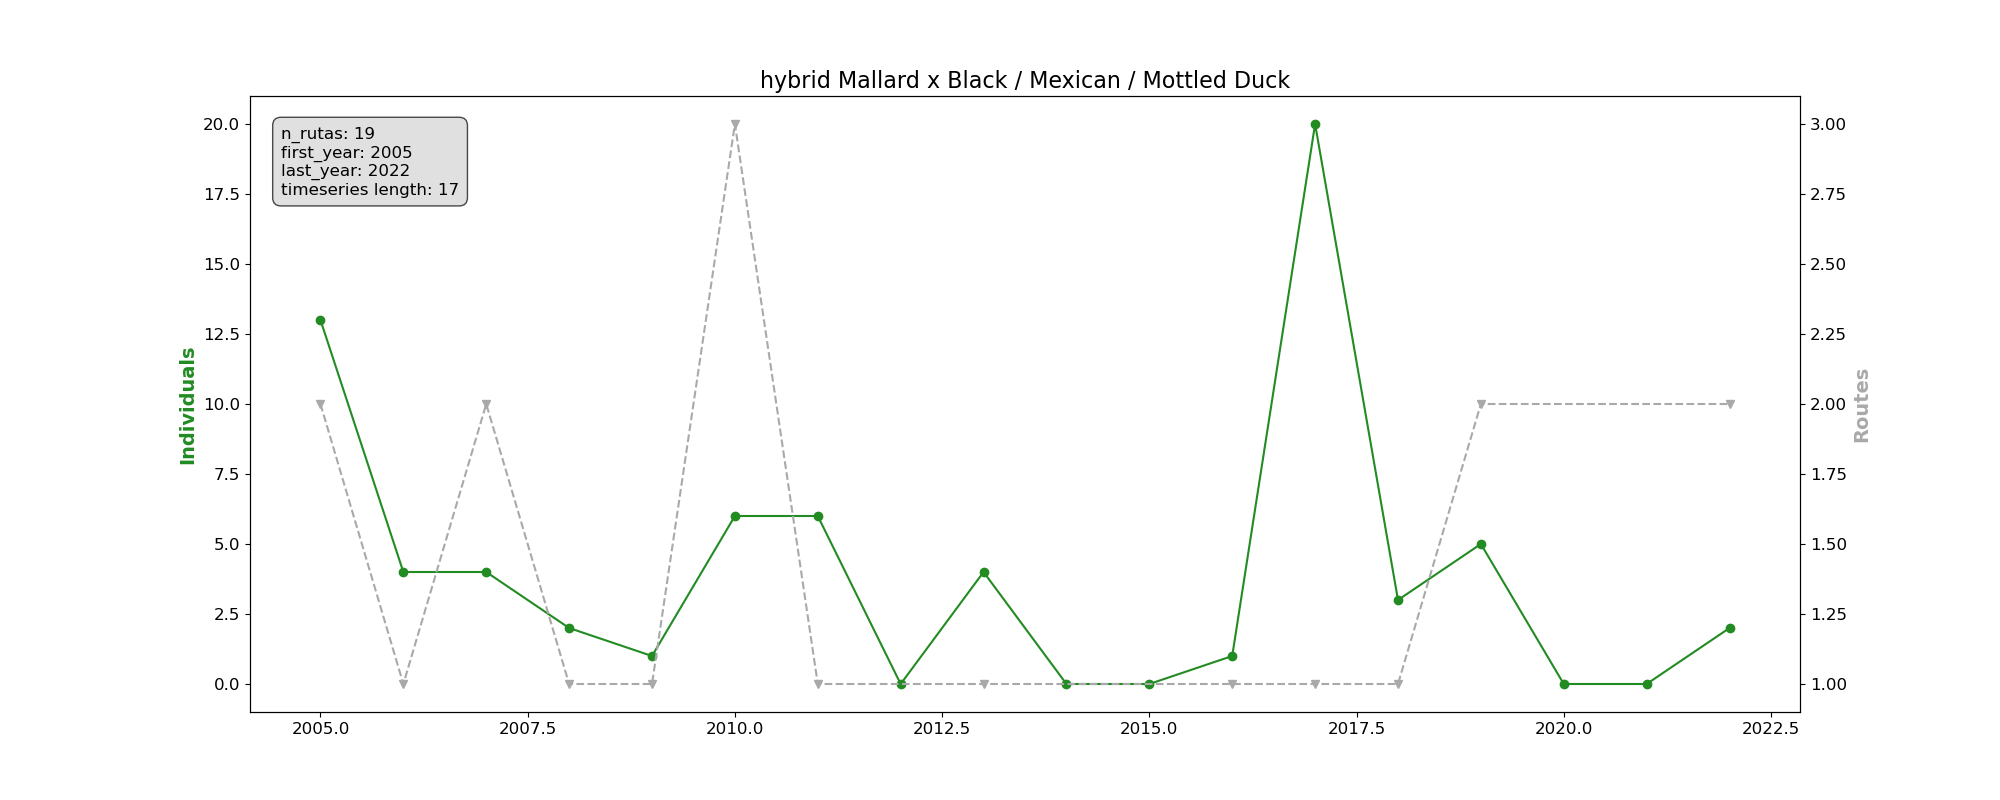 hybrid Mallard x Black / Mexican / Mottled Duck
n_rutas: 19
first_year: 2005
last_year: 2022
timeseries length: 17
Individuals
20.0
17.5
15.0
12.5
10.0
7.5
5.0
2.5
0.0
3.00
2.75
2.50
2.25
2.00
1.75
1.50
1.25
1.00
Routes
2005.0 2007.5 2010.0 2012.5 2015.0 2017.5 2020.0 2022.5